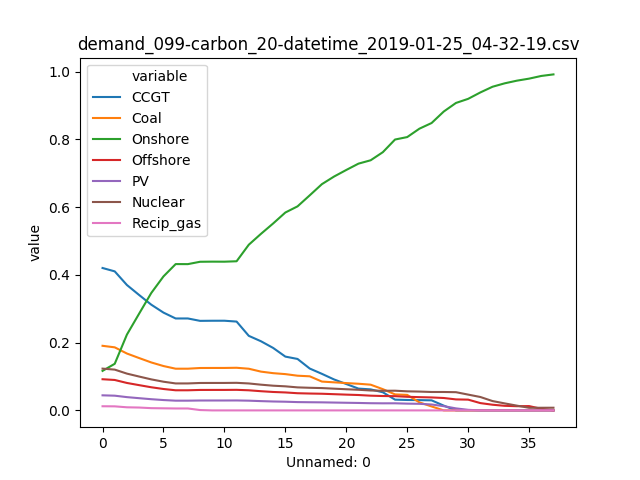 demand_099-carbon_20-datetime_2019-01-25_04-32-19.csv
variable
CCGT
Coal
Onshore
Offshore
PV
Nuclear
Recip_gas
value
1.0
0.8
0.6
0.4
0.2
0.0
0 5 10 15 20 25 30 35
Unnamed: 0